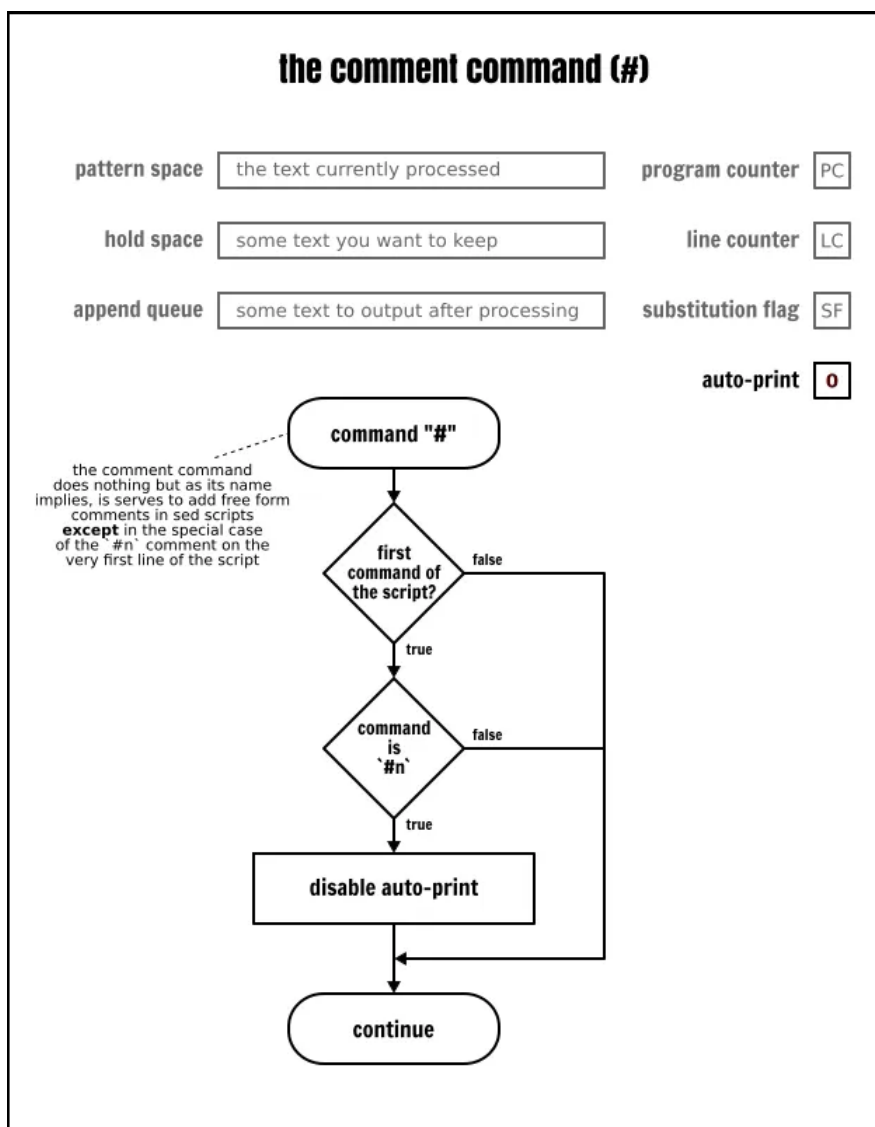 the comment command (#)
pattern space
the text currently processed
program counter
PC
hold space
some text you want to keep
line counter
LC
append queue
some text to output after processing
substitution flag
SF
auto-print
0
command "#"
the comment command
does nothing but as its name
implies, is serves to add free form
comments in sed scripts
except in the special case
of the `#n` comment on the
very first line of the script
first
command of
the script?
false
true
command
is
`#n`
false
true
disable auto-print
continue